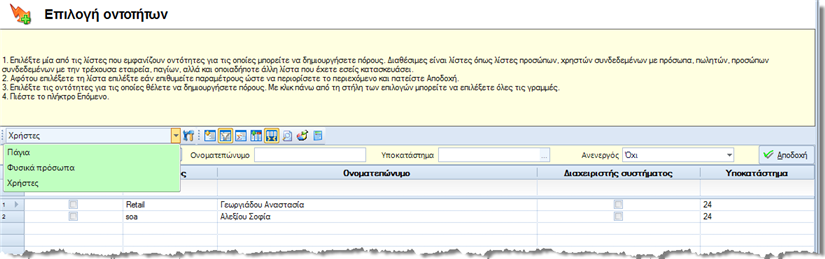 Επιλογή οντοτήτων
1. Επιλέξτε μία από τις λίστες που εμφανίζουν οντότητες για τις οποίες μπορείτε να δημιουργήσετε πόρους. Διαθέσιμες είναι λίστες όπως λίστες προσώπων, χρηστών συνδεδεμένων με πρόσωπα, πωλητών, προσώπων
συνδεδεμένων με την τρέχουσα εταιρεία, παγίων, αλλά και οποιαδήποτε άλλη λίστα που έχετε εσείς κατασκευάσει.
2. Αφότου επιλέξετε τη λίστα επιλέξτε εάν επιθυμείτε παραμέτρους ώστε να περιορίσετε το περιεχόμενο και πατείστε Αποδοχή.
3. Επιλέξτε τις οντότητες για τις οποίες θέλετε να δημιουργήσετε πόρους. Με κλικ πάνω από τη στήλη των επιλογών μπορείτε να επιλέξετε όλες τις γραμμές.
4. Πιέστε το πλήκτρο Επόμενο.
Χρήστες
Πάγια
Φυσικά πρόσωπα
Χρήστες
Ονοματεπώνυμο Υποκατάστημα ... Ανενεργός Όχι Αποδοχή
ος Ονοματεπώνυμο Διαχειριστής συστήματος Υποκατάστημα
1 Retail Γεωργιάδου Αναστασία 24
2 soa Αλεξίου Σοφία 24